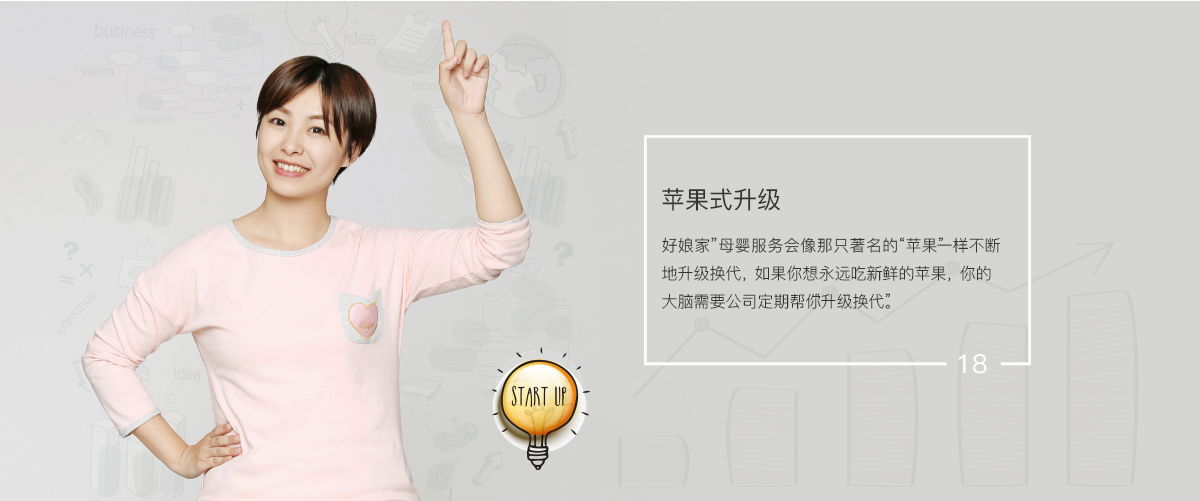 business
idea
vision
solution
?
?
workshop
idea
Love
START UP
苹果式升级
好娘家”母婴服务会像那只著名的“苹果”一样不断
地升级换代, 如果你想永远吃新鲜的苹果, 你的
大脑需要公司定期帮你升级换代”。
18